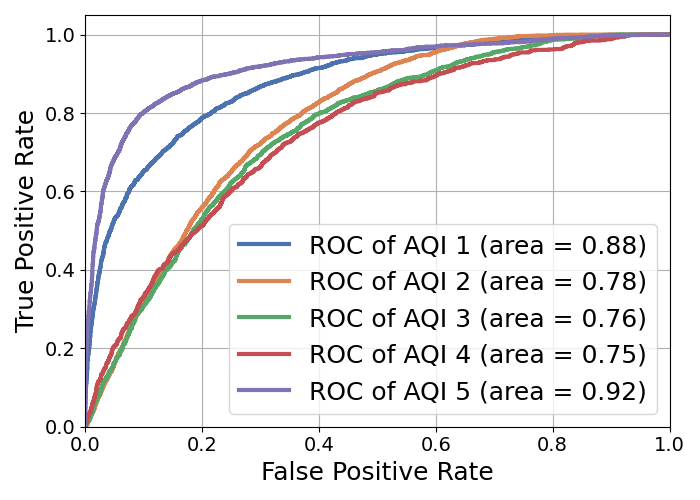 1.0
0.8
0.6
0.4
0.2
0.0
True Positive Rate
ROC of AQI 1 (area = 0.88)
ROC of AQI 2 (area = 0.78)
ROC of AQI 3 (area = 0.76)
ROC of AQI 4 (area = 0.75)
ROC of AQI 5 (area = 0.92)
0.0 0.2 0.4 0.6 0.8 1.0
False Positive Rate